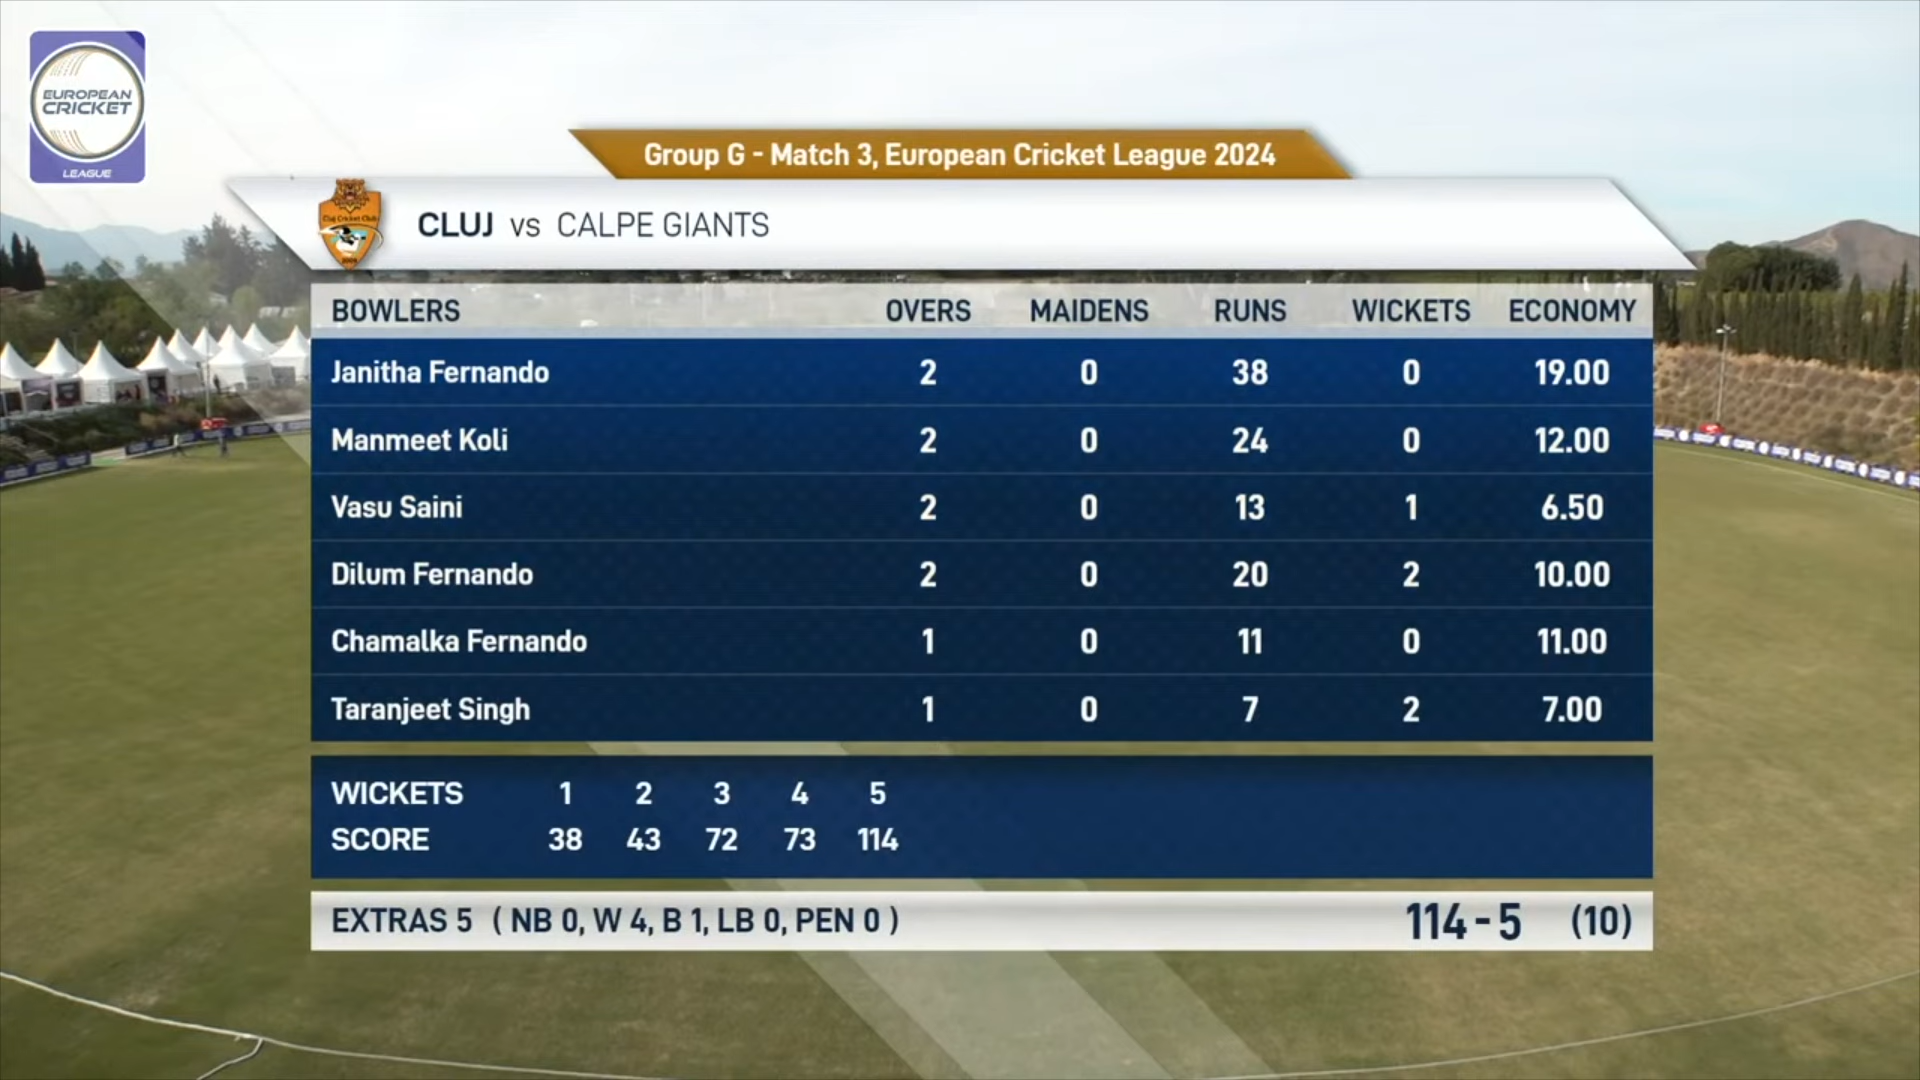 EUROPEAN
CRICKET
LEAGUE
Group G - Match 3, European Cricket League 2024
Cluj Cricket Club
CLUJ vs CALPE GIANTS
BOWLERS OVERS MAIDENS RUNS WICKETS ECONOMY
Janitha Fernando 2 0 38 0 19.00
Manmeet Koli 2 0 24 0 12.00
Vasu Saini 2 0 13 1 6.50
Dilum Fernando 2 0 20 2 10.00
Chamalka Fernando 1 0 11 0 11.00
Taranjeet Singh 1 0 7 2 7.00
WICKETS 1 2 3 4 5
SCORE 38 43 72 73 114
EXTRAS 5 ( NB 0, W 4, B 1, LB 0, PEN 0 ) 114 - 5 (10)